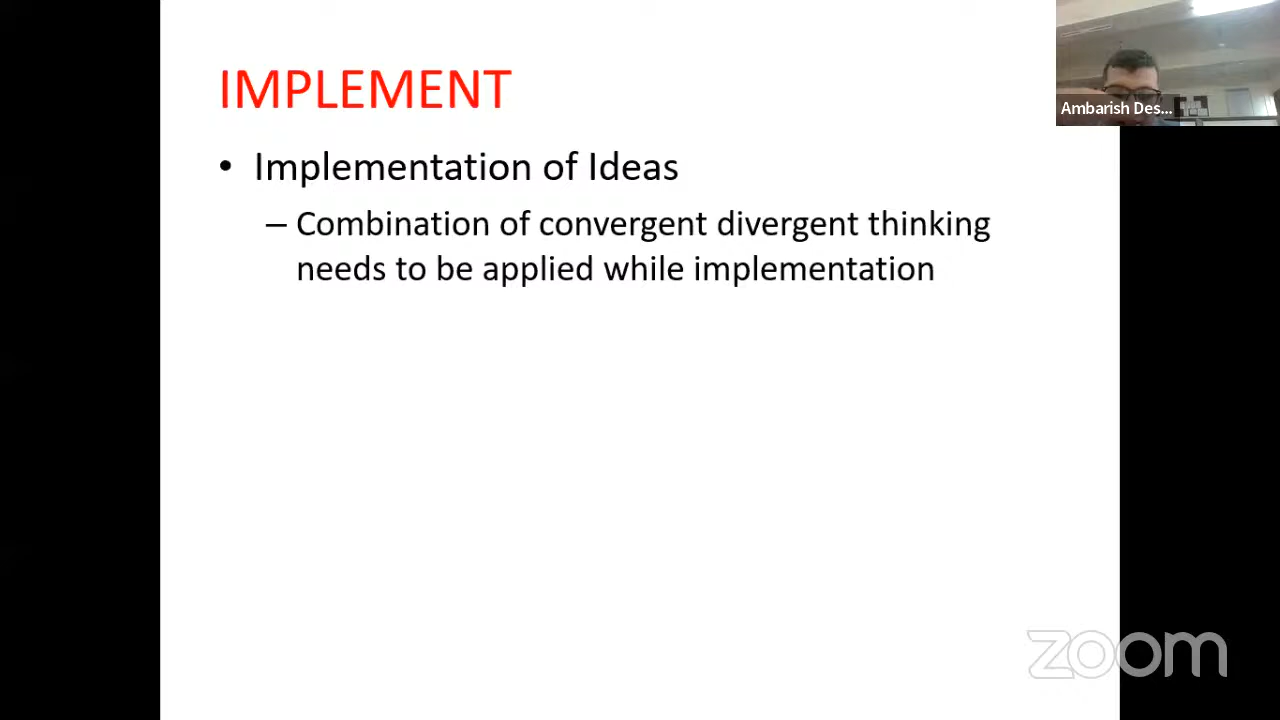 IMPLEMENT
• Implementation of Ideas
– Combination of convergent divergent thinking
needs to be applied while implementation
Ambarish Des...
zoom